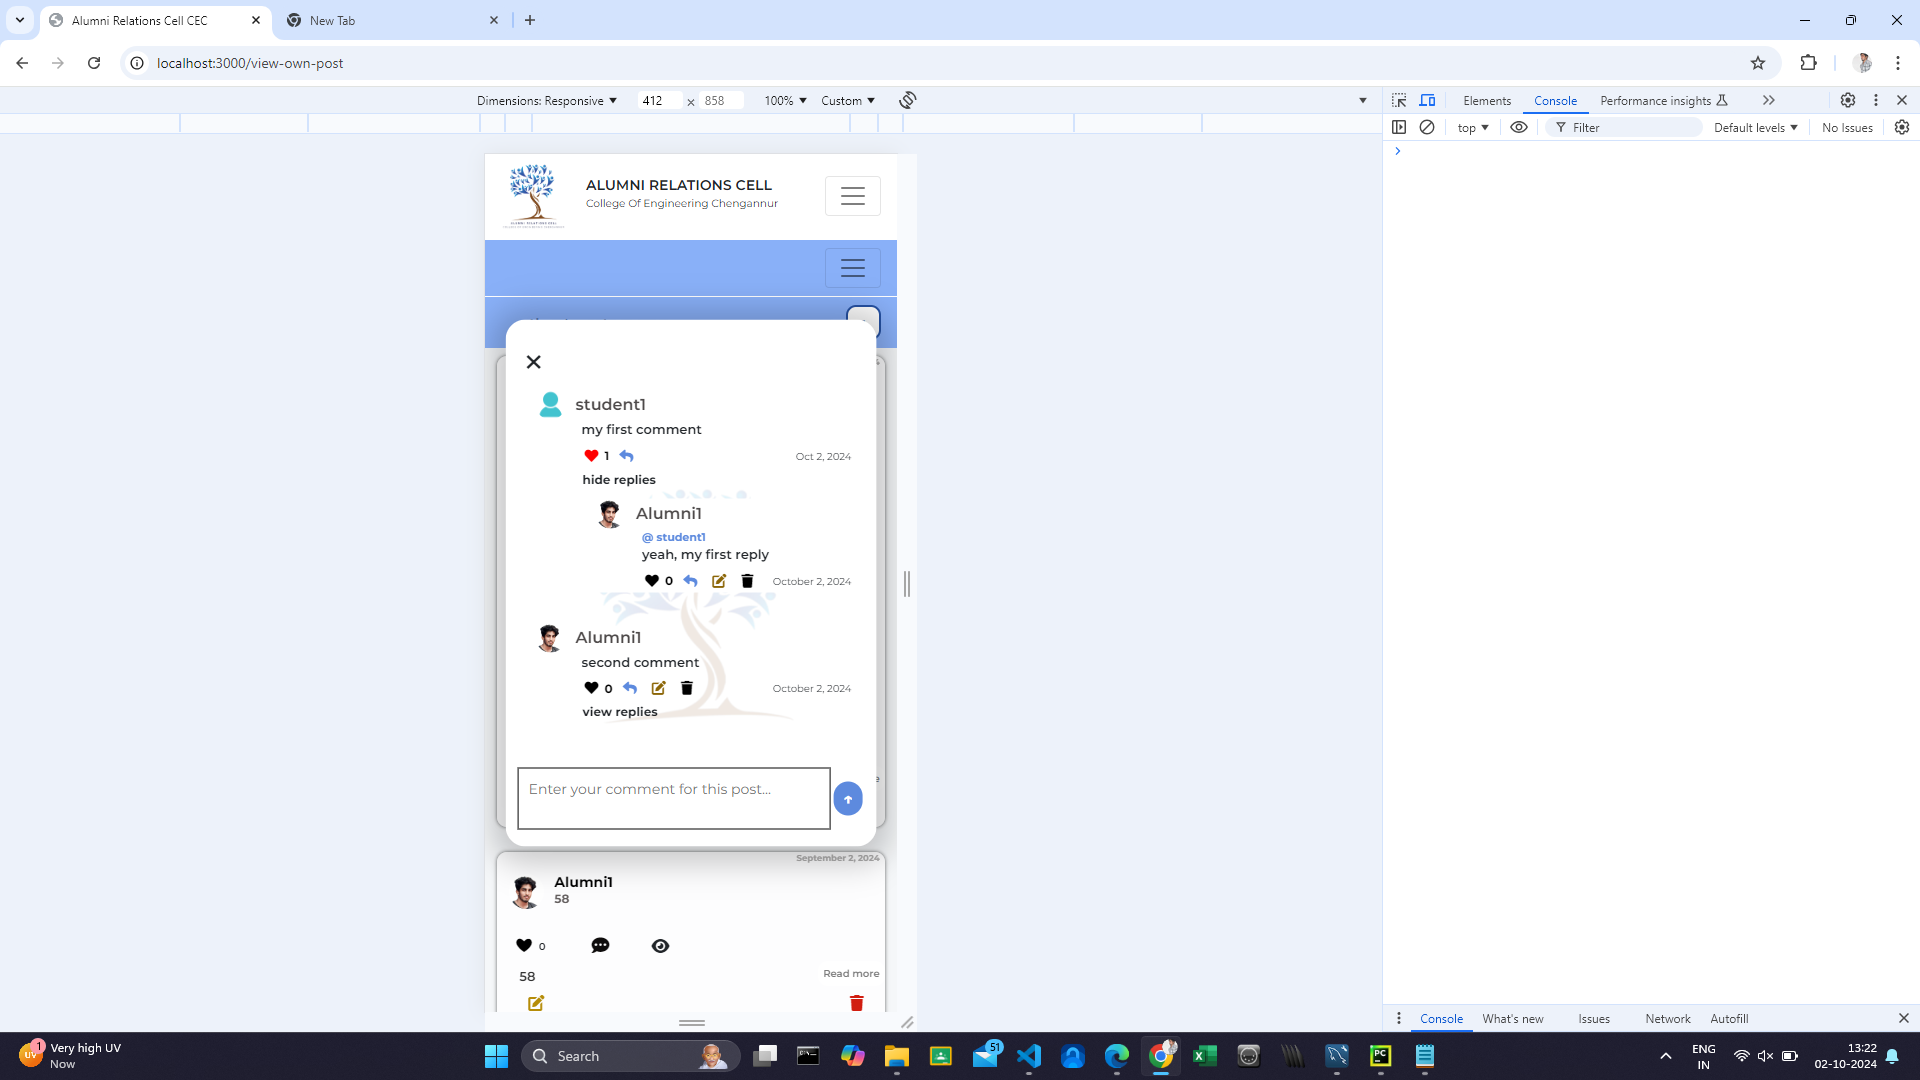 Alumni Relations Cell CEC
New Tab
localhost:3000/view-own-post
Dimensions: Responsive 412 × 858 100% Custom
Elements Console Performance insights
top Filter Default levels No Issues
ALUMNI RELATIONS CELL
College Of Engineering Chengannur
student1
my first comment
1 Oct 2, 2024
hide replies
Alumni1
@ student1
yeah, my first reply
0 October 2, 2024
Alumni1
second comment
0 October 2, 2024
view replies
Enter your comment for this post...
September 2, 2024
Alumni1
58
0
58 Read more
Console What's new Issues Network Autofill
UV 1 Very high UV
Now
Search
51
PC
ENG
IN
13:22
02-10-2024